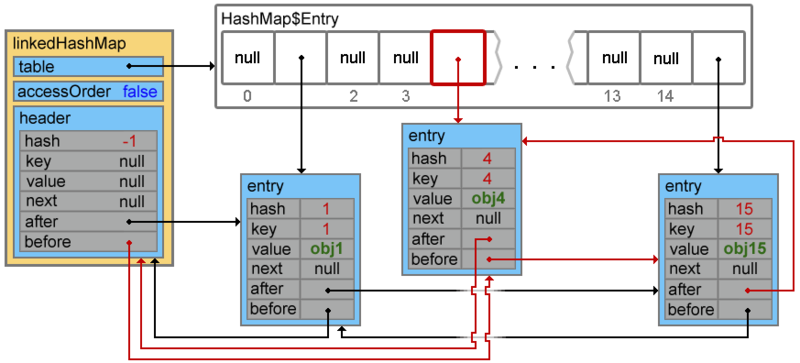 HashMap$Entry
linkedHashMap
table
null null null null . . . null null
0 2 3 13 14
accessOrder false
header
hash -1
key null
value null
next null
after
before
entry
hash 1
key 1
value obj1
next null
after
before
entry
hash 4
key 4
value obj4
next null
after
before
entry
hash 15
key 15
value obj15
next null
after
before